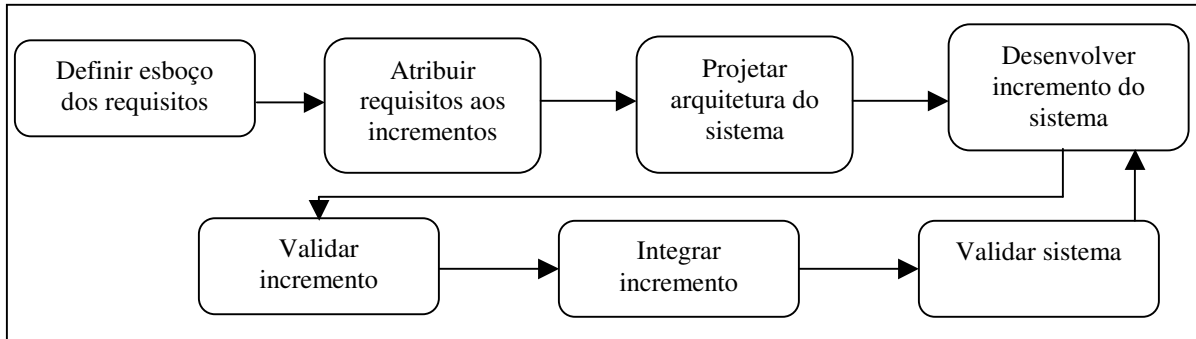 Definir esboço
dos requisitos
Atribuir
requisitos aos
incrementos
Projetar
arquitetura do
sistema
Desenvolver
incremento do
sistema
Validar
incremento
Integrar
incremento
Validar sistema